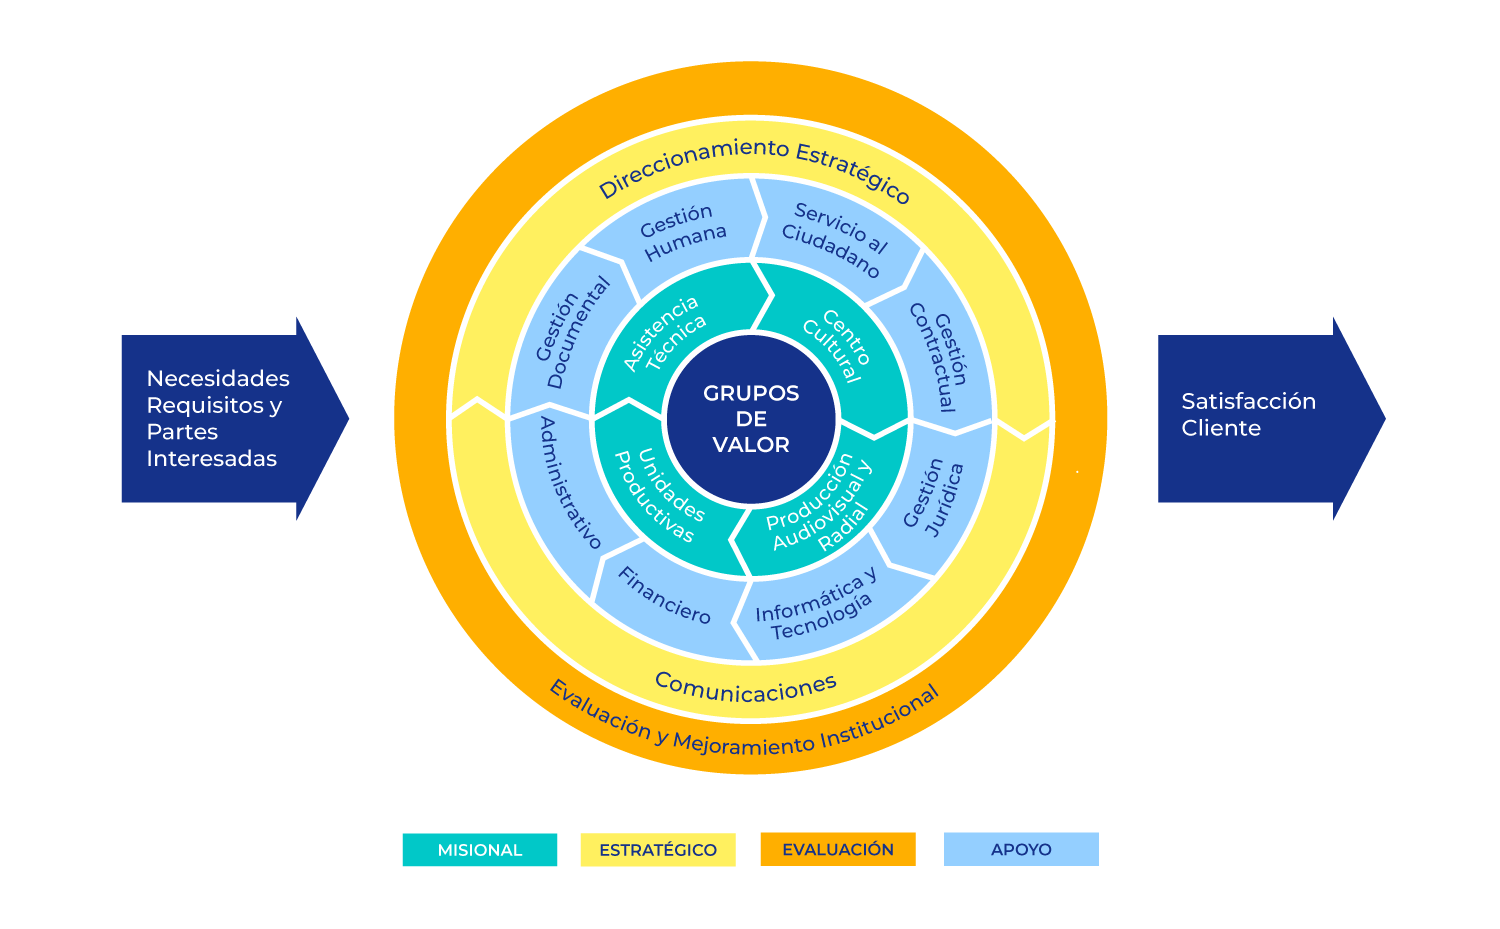 Necesidades
Requisitos y
Partes
Interesadas
Direccionamiento Estratégico
Gestión
Humana
Servicio al
Ciudadano
Gestión
Documental
Gestión
Contractual
Asistencia
Técnica
Centro
Cultural
GRUPOS
DE
VALOR
Satisfacción
Cliente
Administrativo
Unidades
Productivas
Producción
Audiovisual y
Radial
Gestión
Jurídica
Financiero
Informática y
Tecnología
Comunicaciones
Evaluación y Mejoramiento Institucional
MISIONAL
ESTRATÉGICO
EVALUACIÓN
APOYO